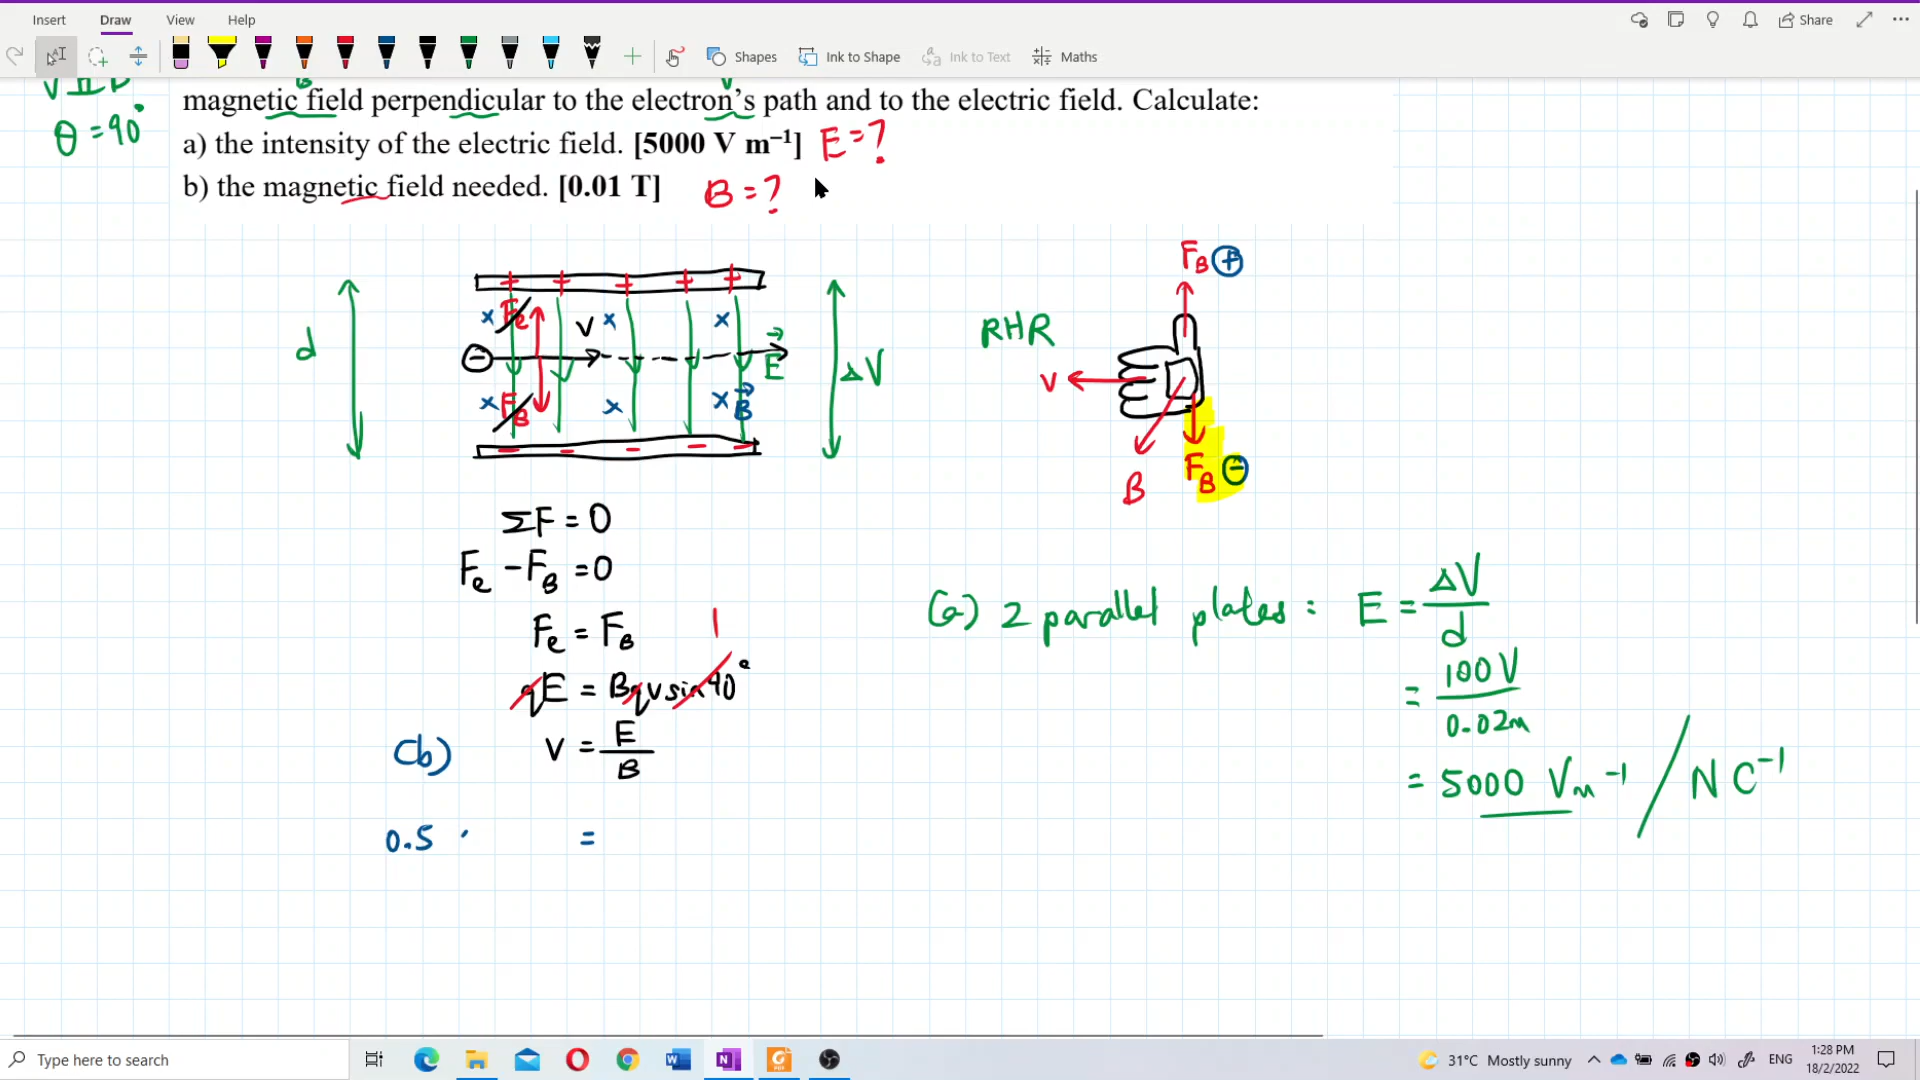 Insert Draw View Help
Share
Shapes Ink to Shape Ink to Text Maths
B V
θ = 90°
magnetic field perpendicular to the electron’s path and to the electric field. Calculate:
a) the intensity of the electric field. [5000 V m⁻¹] E = ?
b) the magnetic field needed. [0.01 T] B = ?
+ + + + +
x Fe V x x
d
E
ΔV
x FB x x B
- - - - -
FB +
RHR
V
B
FB -
ΣF = 0
Fe - FB = 0
Fe = FB
1
qE = Bqv sin 90°
(b) V = E/B
0.5 ·  =
(a) 2 parallel plates : E = ΔV/d
= 100 V / 0.02m
= 5000 Vm⁻¹ / N C⁻¹
Type here to search
31°C Mostly sunny
ENG
1:28 PM
18/2/2022